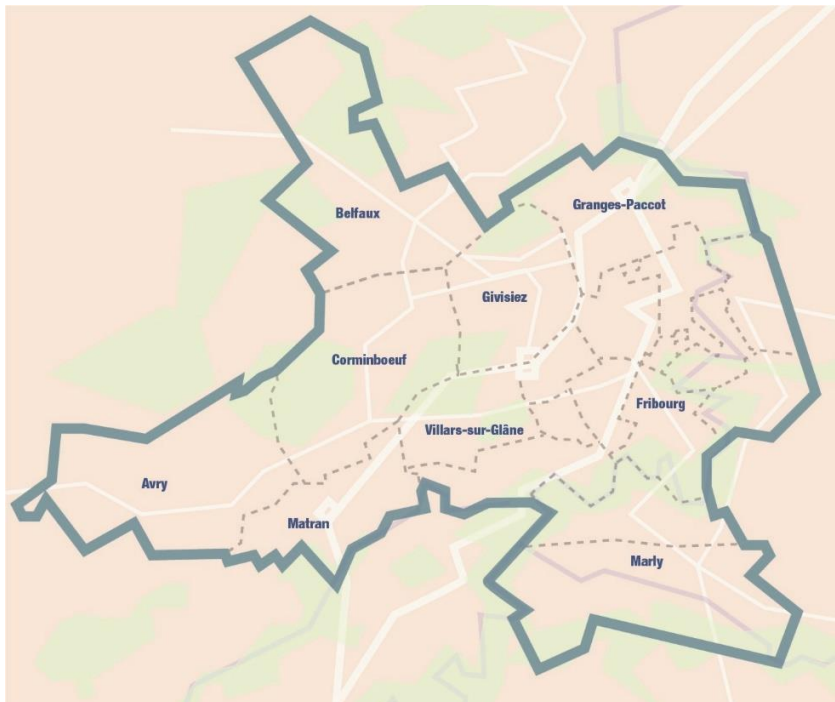 Granges-Paccot
Belfaux
Givisiez
Corminboeuf
Fribourg
Villars-sur-Glâne
Avry
Matran
Marly